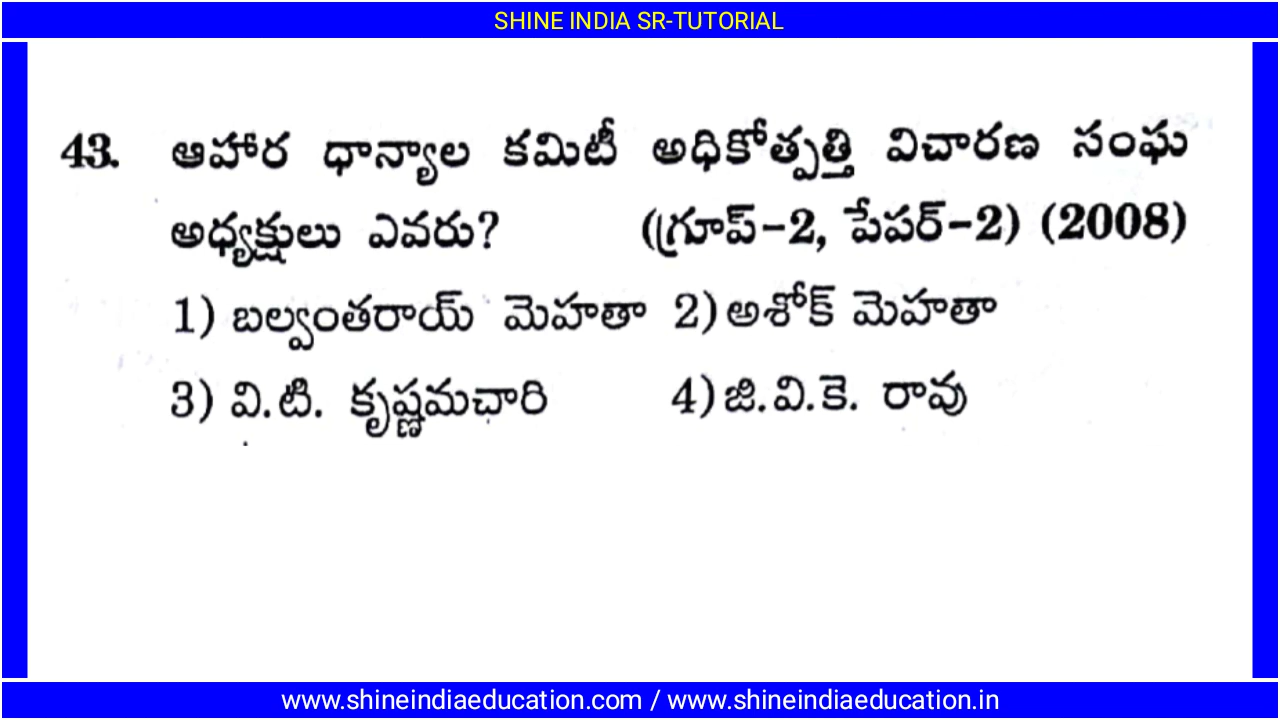 SHINE INDIA SR-TUTORIAL
43. ఆహార ధాన్యాల కమిటీ అధికోత్పత్తి విచారణ సంఘ
అధ్యక్షులు ఎవరు? ((గ్రూప్-2, పేపర్-2) (2008)
1) బల్వంతరాయ్ మెహతా 2) అశోక్ మెహతా
3) వి.టి. కృష్ణమచారి 4) జి.వి.కె. రావు
www.shineindiaeducation.com / www.shineindiaeducation.in